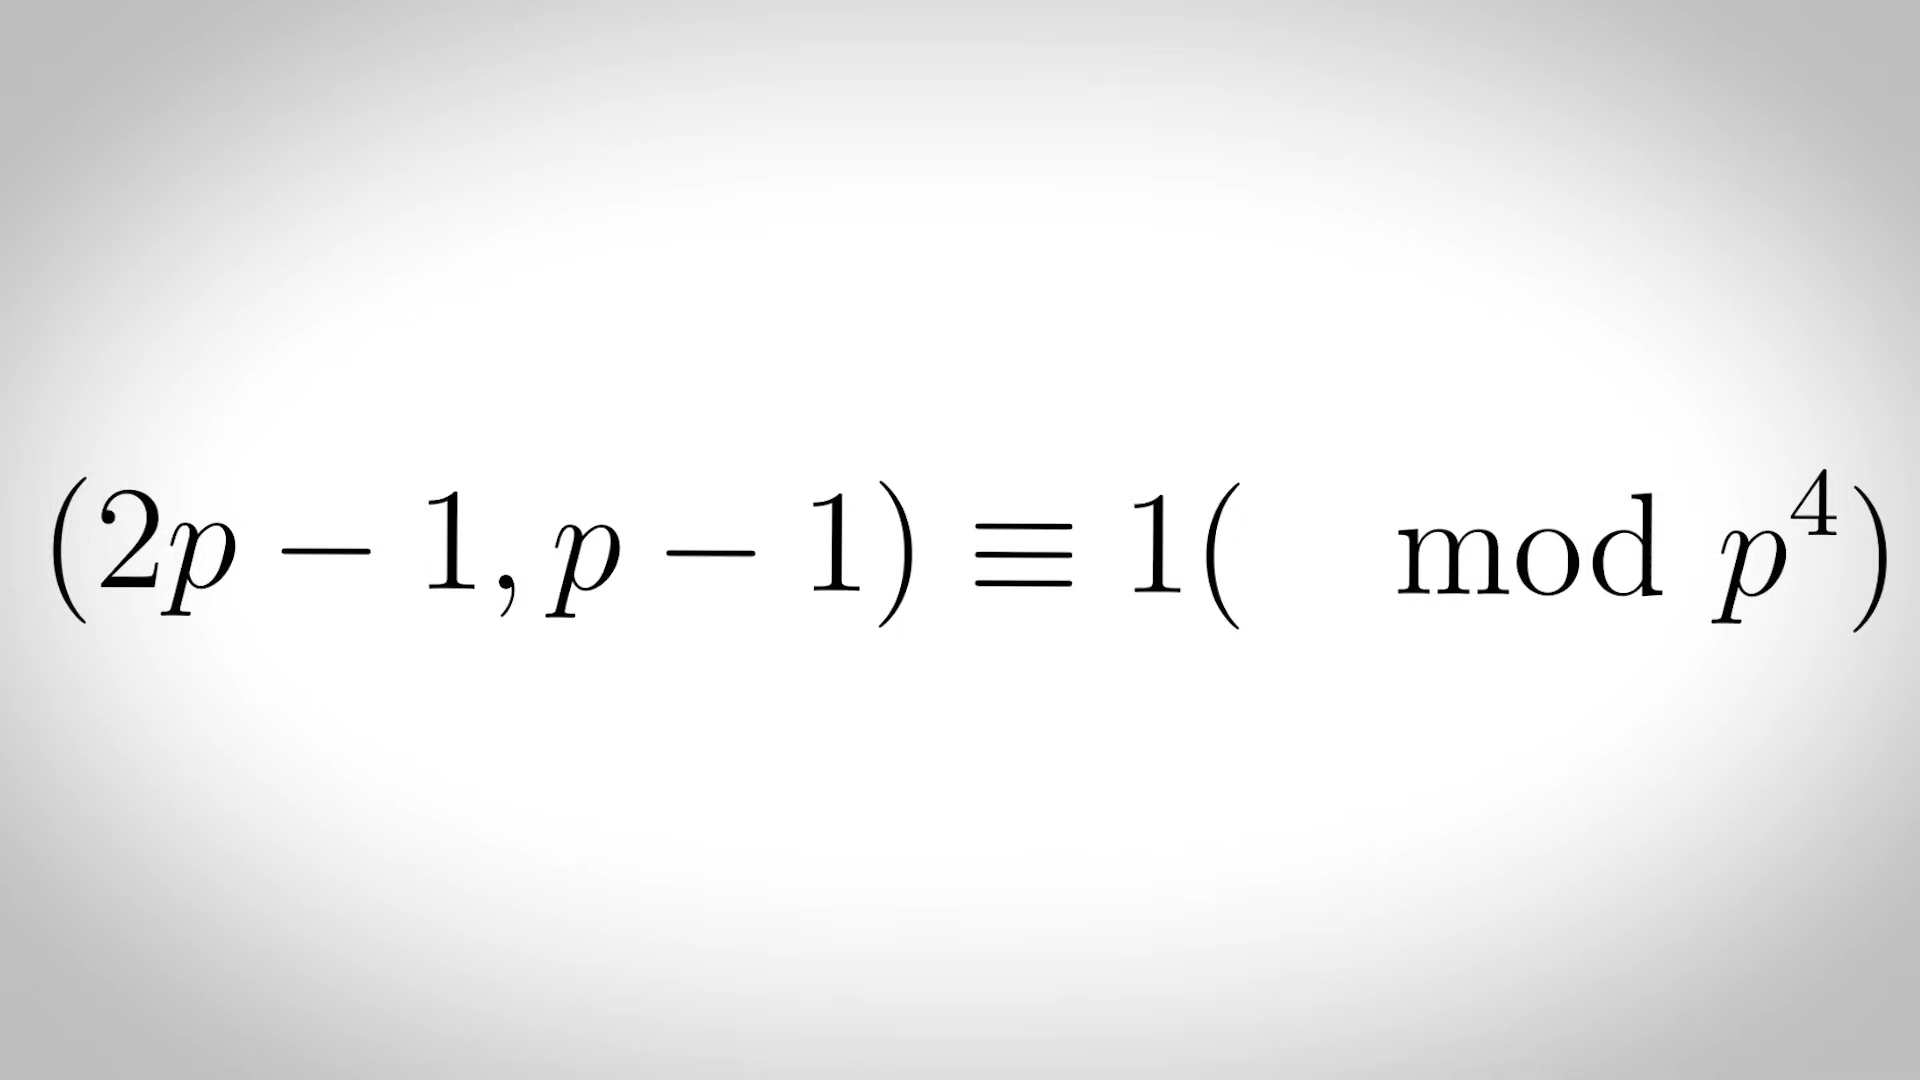 (2p − 1, p − 1) ≡ 1( mod p⁴)